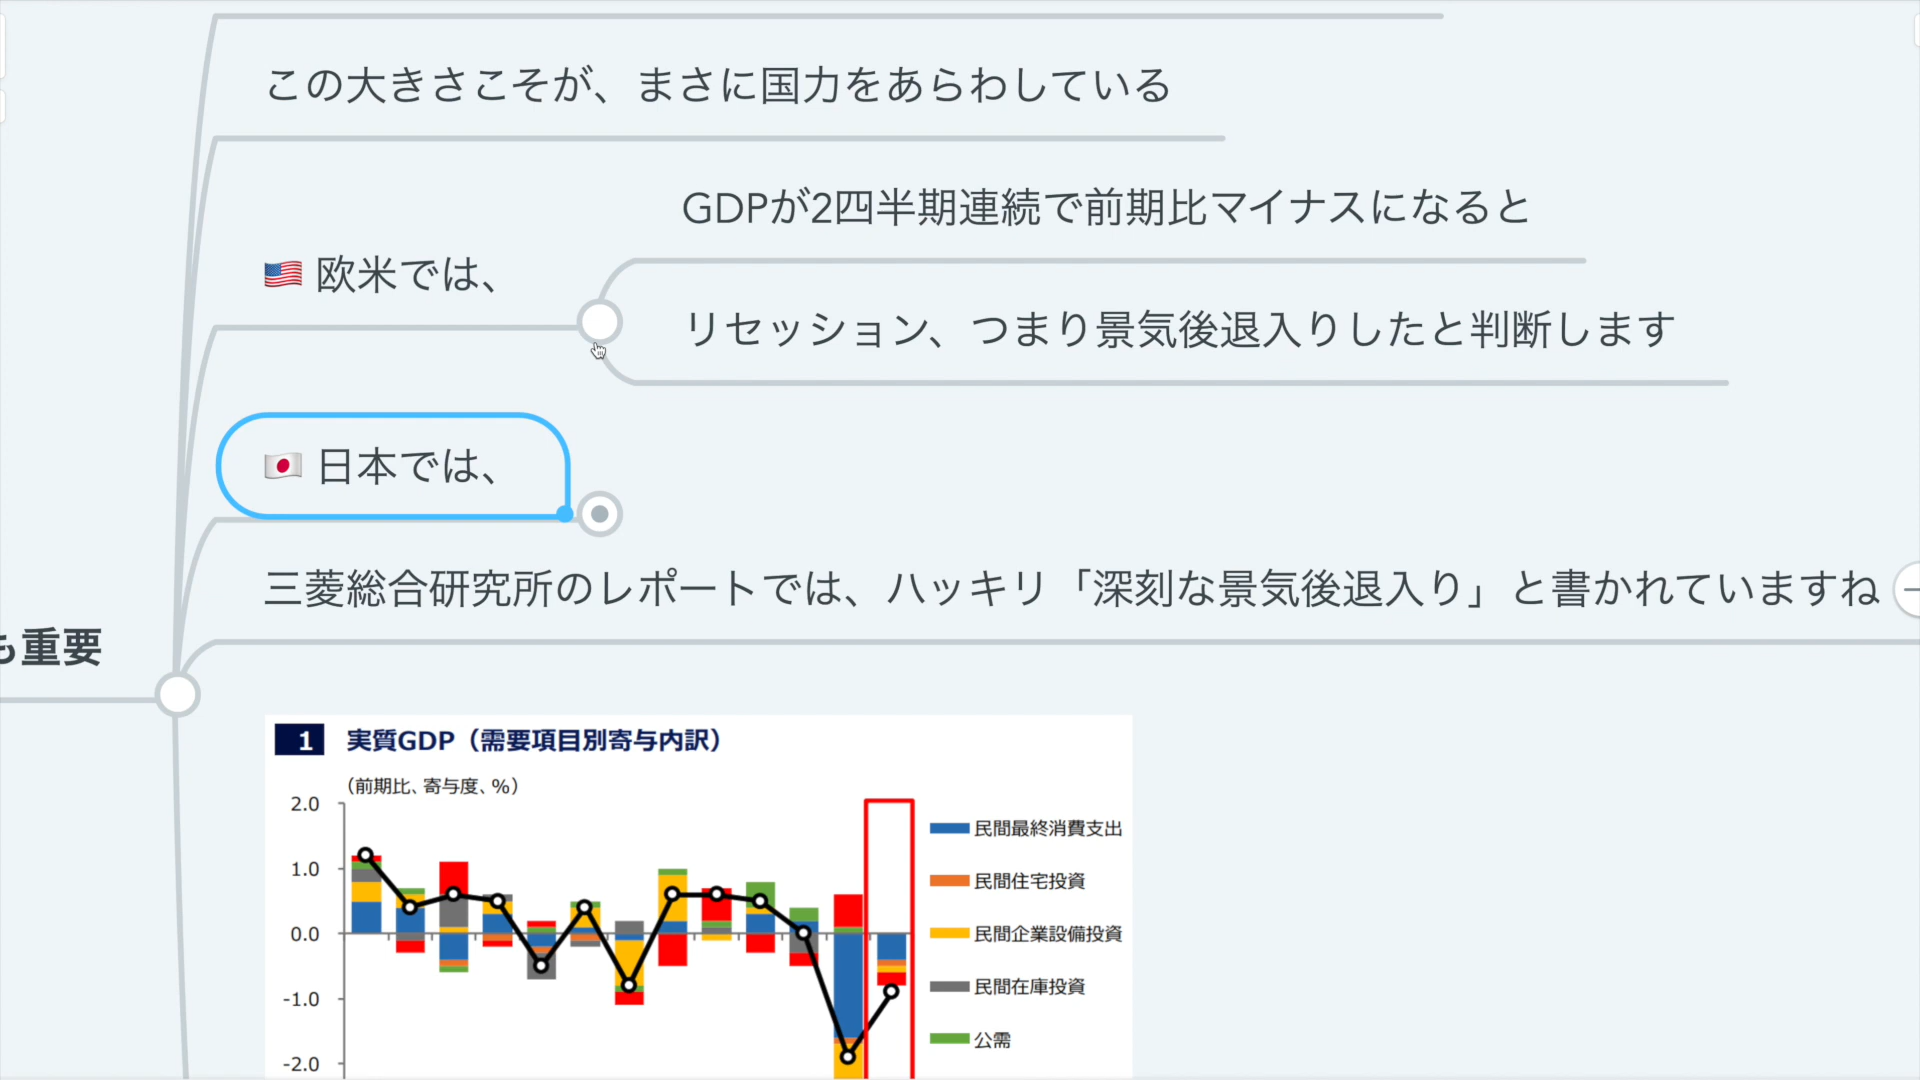 この大きさこそが、まさに国力をあらわしている
GDPが2四半期連続で前期比マイナスになると
🇺🇸 欧米では、
リセッション、つまり景気後退入りしたと判断します
🇯🇵 日本では、
三菱総合研究所のレポートでは、ハッキリ「深刻な景気後退入り」と書かれていますね
も重要
1 実質GDP（需要項目別寄与内訳）
（前期比、寄与度、%）
2.0
1.0
0.0
-1.0
-2.0
民間最終消費支出
民間住宅投資
民間企業設備投資
民間在庫投資
公需